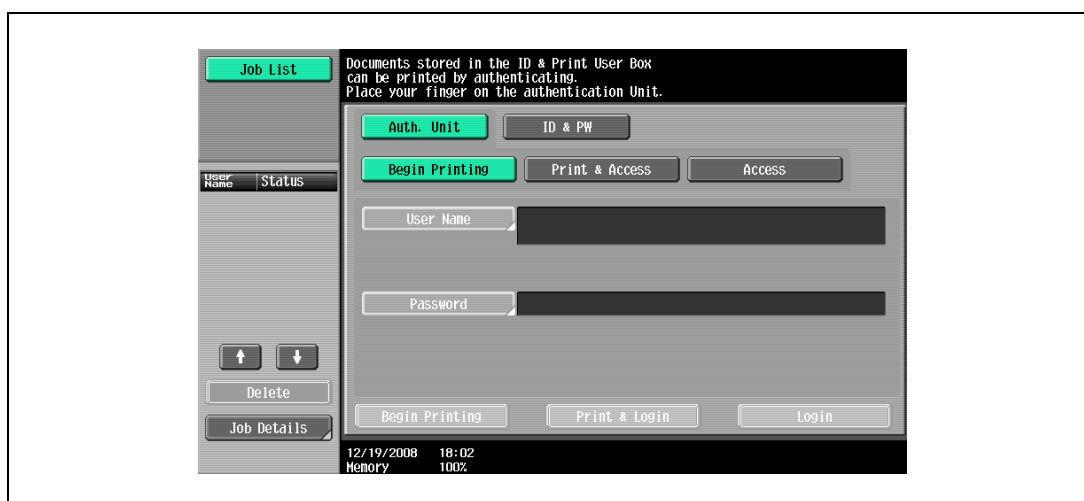 Job List
Documents stored in the ID & Print User Box
can be printed by authenticating.
Place your finger on the authentication Unit.
Auth. Unit
ID & PW
Begin Printing
Print & Access
Access
User Name
Status
User Name
Password
Delete
Job Details
Begin Printing
Print & Login
Login
12/19/2008 18:02
Memory 100%